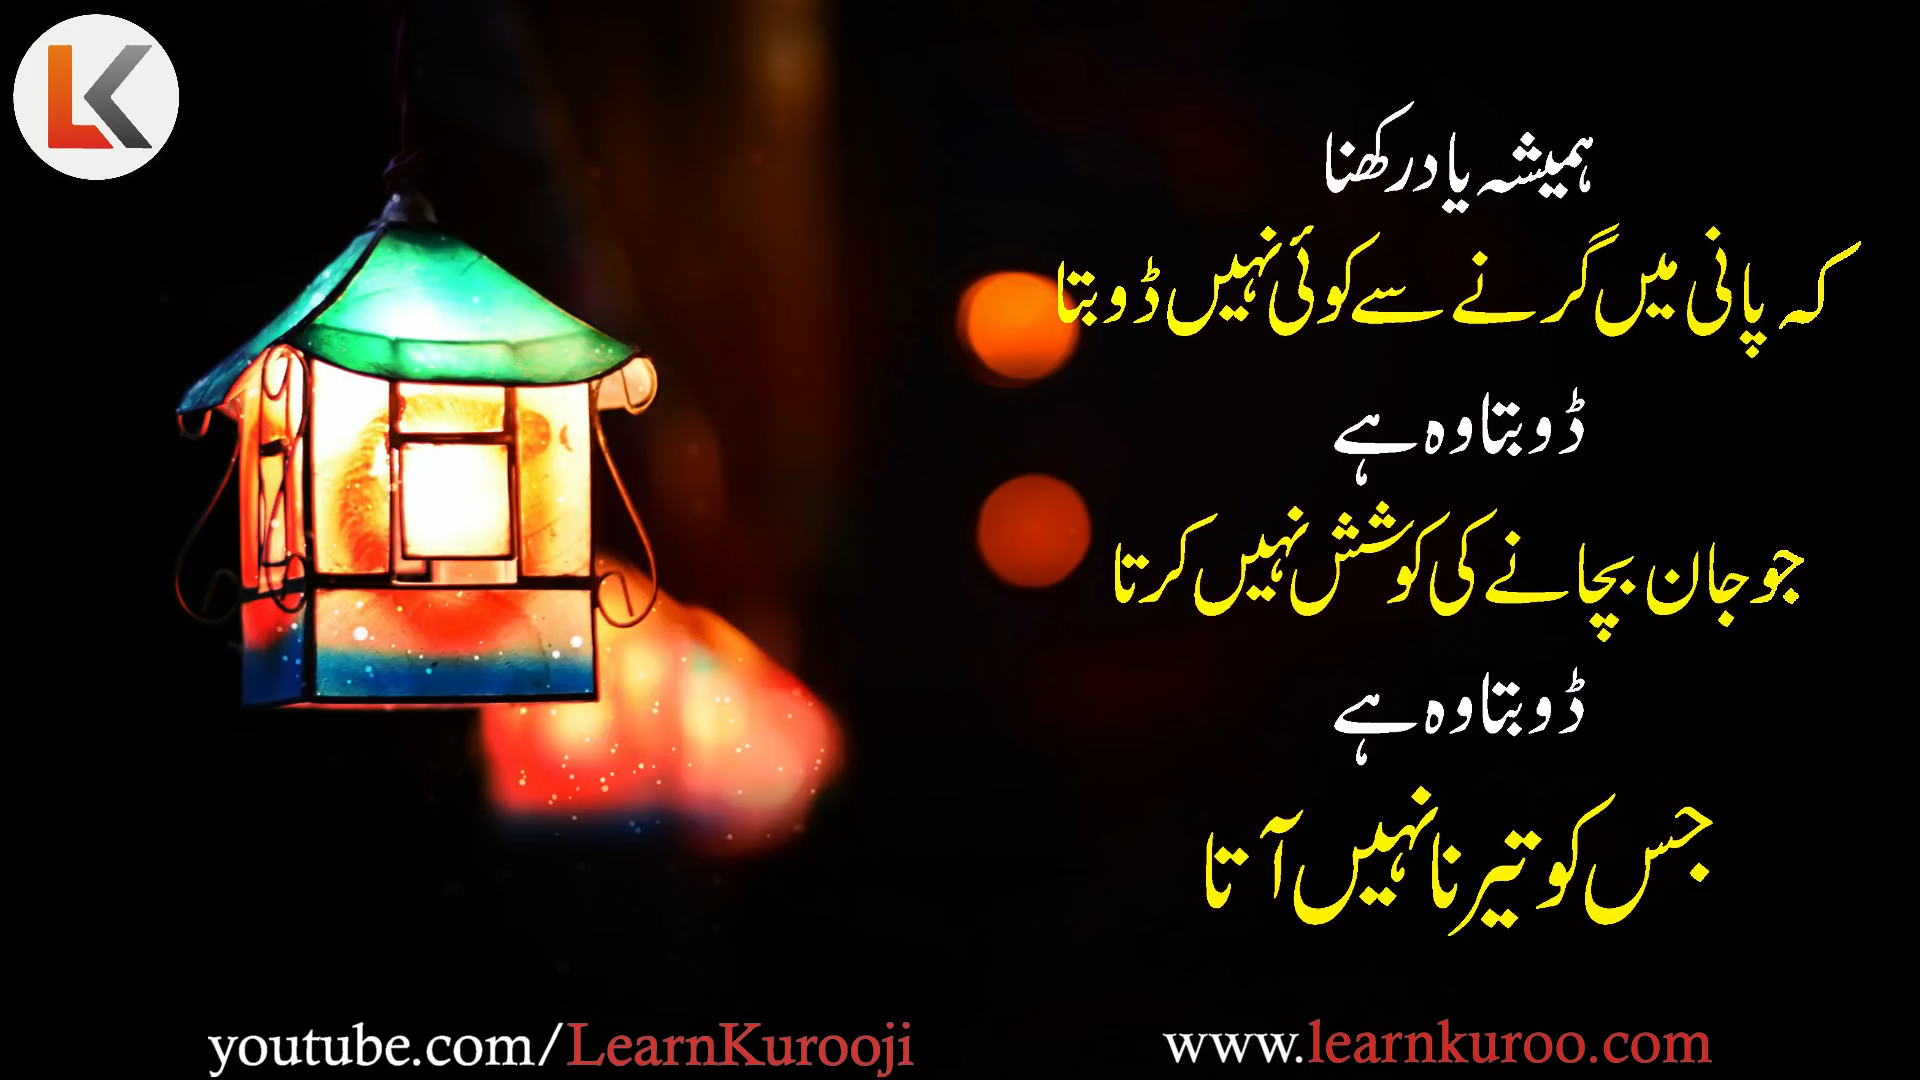 LK
ہمیشہ یاد رکھنا
کہ پانی میں گرنے سے کوئی نہیں ڈوبتا
ڈوبتا وہ ہے
جو جان بچانے کی کوشش نہیں کرتا
ڈوبتا وہ ہے
جس کو تیرنا نہیں آتا
youtube.com/LearnKurooji
www.learnkuroo.com